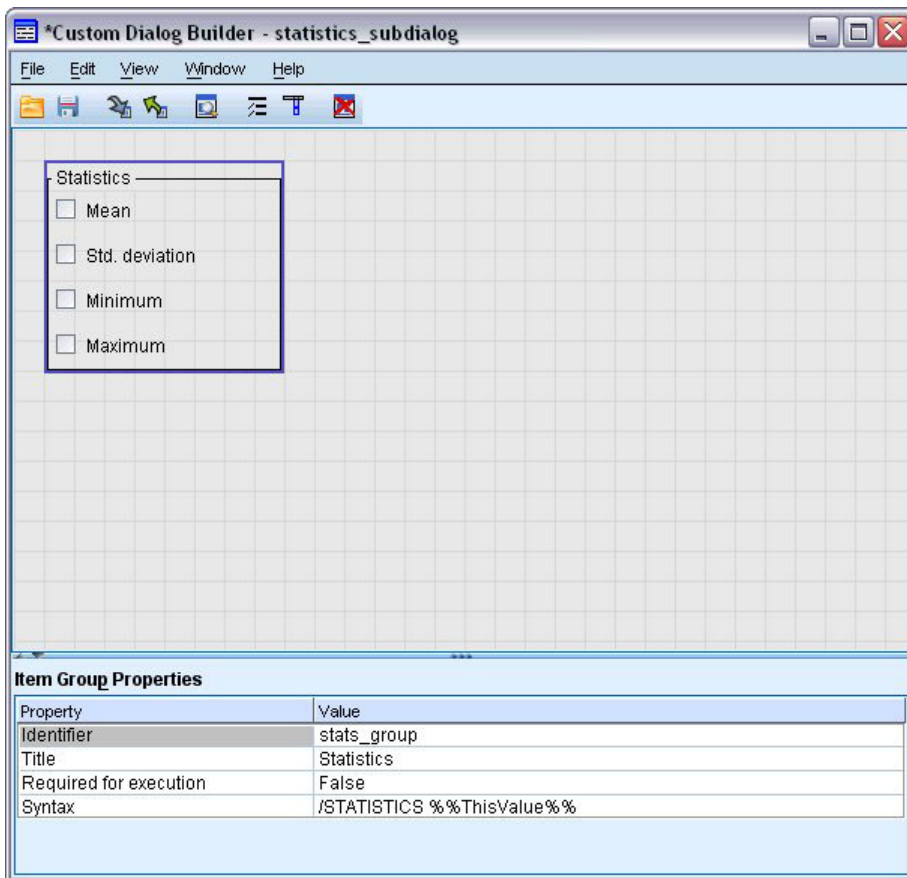 *Custom Dialog Builder - statistics_subdialog
File Edit View Window Help
Statistics
Mean
Std. deviation
Minimum
Maximum
Item Group Properties
Property Value
Identifier stats_group
Title Statistics
Required for execution False
Syntax /STATISTICS %%ThisValue%%